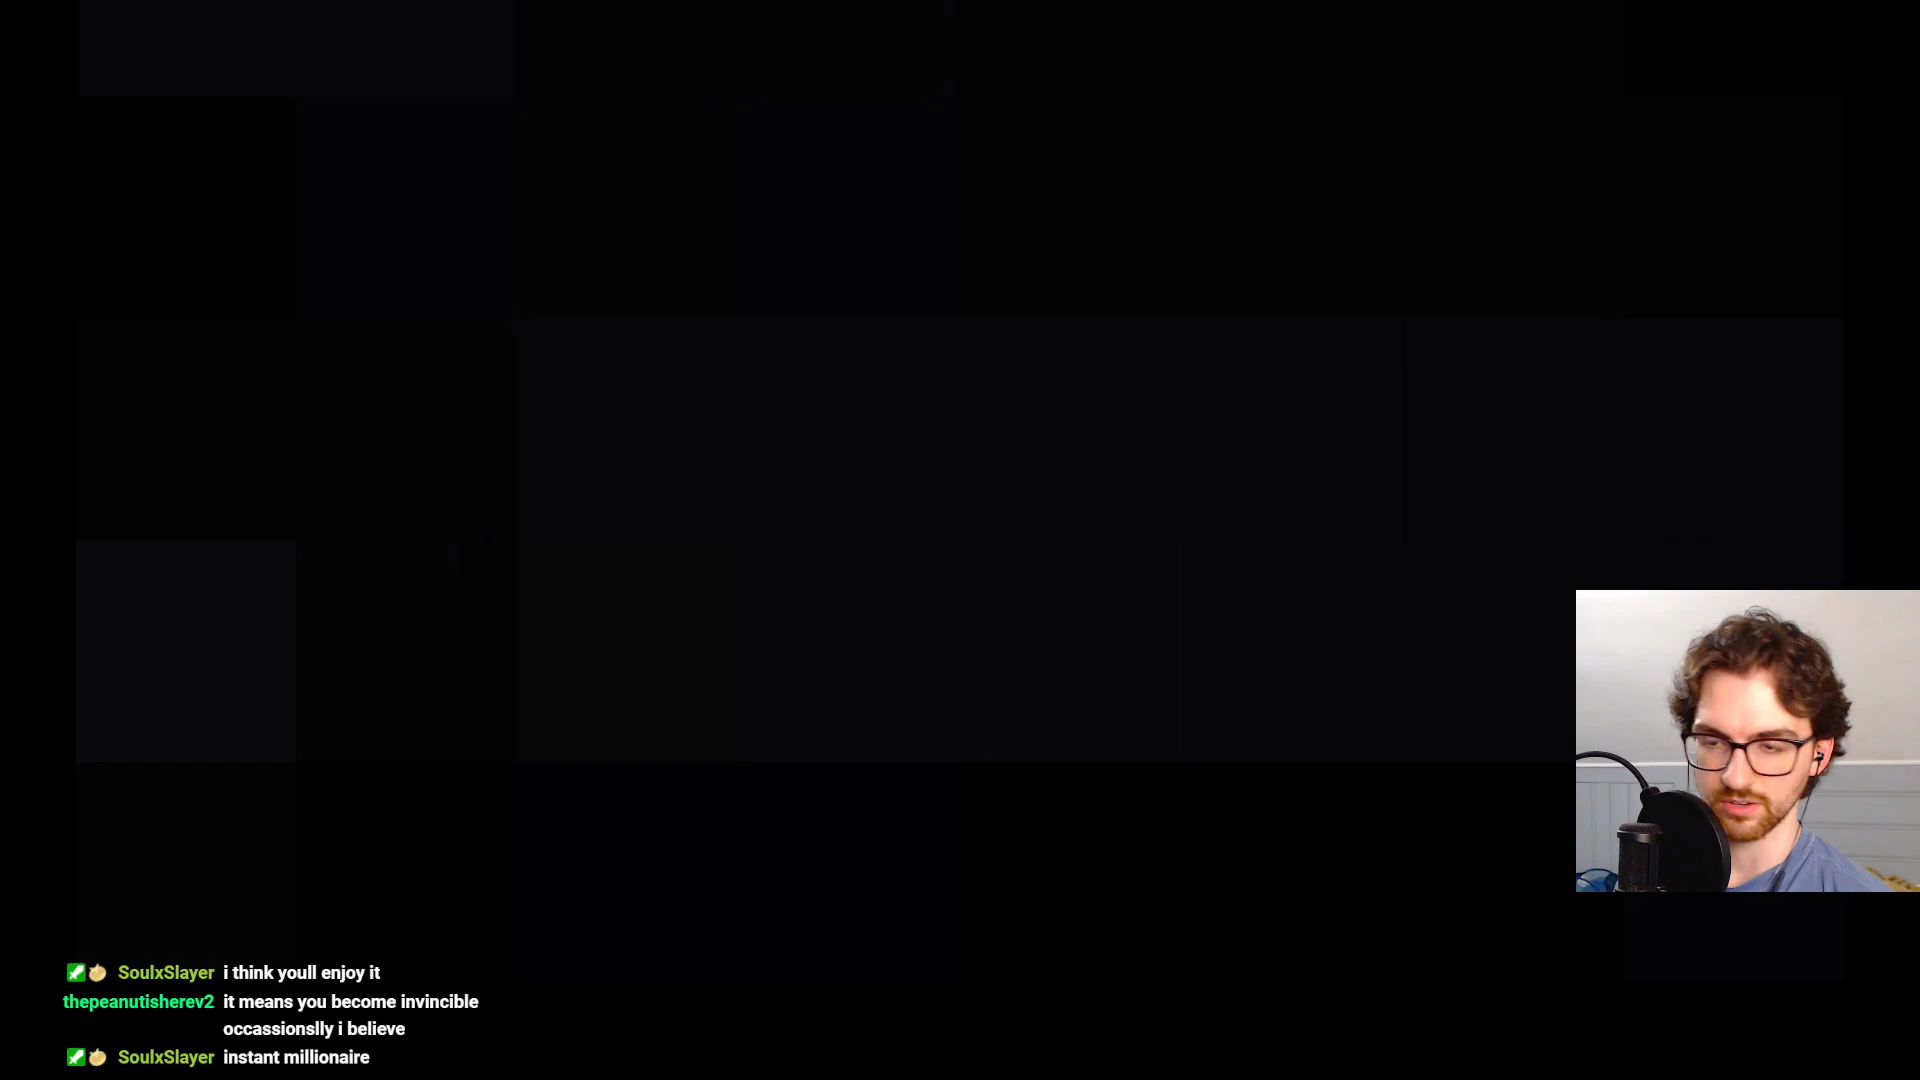 SoulxSlayer i think youll enjoy it
thepeanutisherev2 it means you become invincible
occassionslly i believe
SoulxSlayer instant millionaire